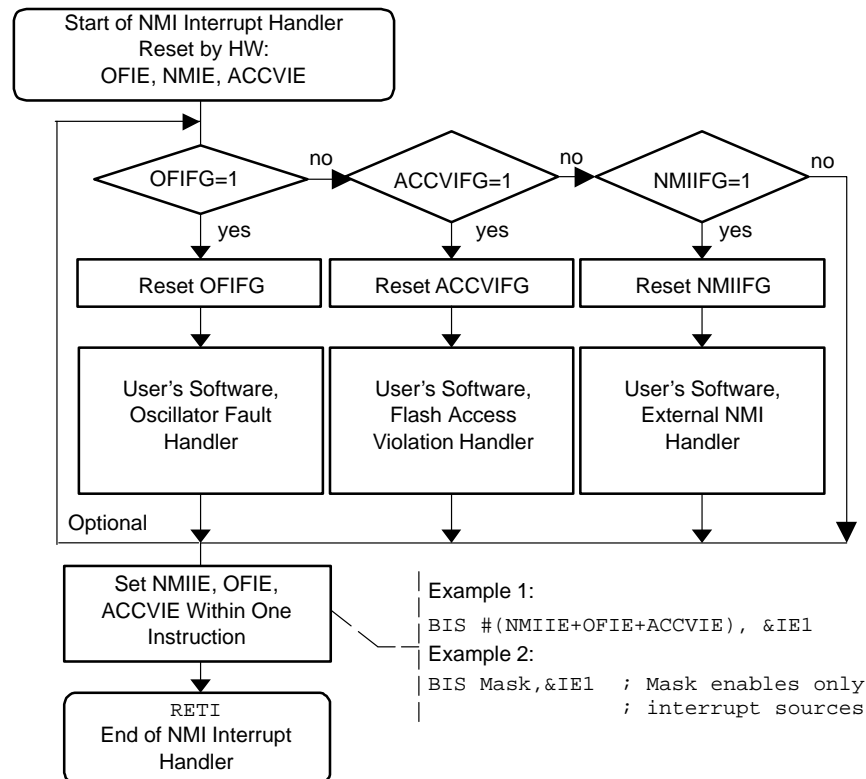 Start of NMI Interrupt Handler
Reset by HW:
OFIE, NMIE, ACCVIE
OFIFG=1
no
ACCVIFG=1
no
NMIIFG=1
no
yes
yes
yes
Reset OFIFG
Reset ACCVIFG
Reset NMIIFG
User's Software,
Oscillator Fault
Handler
User's Software,
Flash Access
Violation Handler
User's Software,
External NMI
Handler
Optional
Set NMIIE, OFIE,
ACCVIE Within One
Instruction
Example 1:
BIS #(NMIIE+OFIE+ACCVIE), &IE1
Example 2:
BIS Mask,&IE1 ; Mask enables only
; interrupt sources
RETI
End of NMI Interrupt
Handler